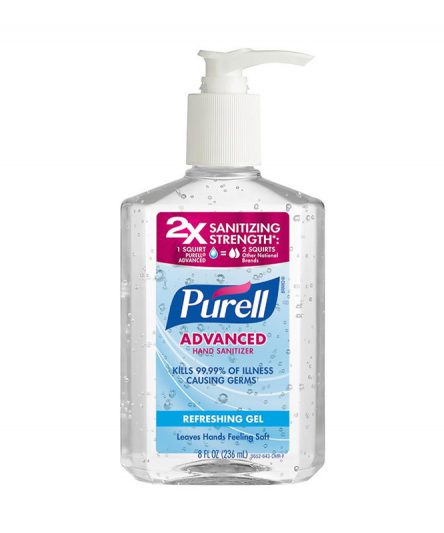 2X SANITIZING
STRENGTH*:
1 SQUIRT
PURELL®
ADVANCED
=
2 SQUIRTS
Other National
Brands
Purell
ADVANCED
HAND SANITIZER
KILLS 99.99% OF ILLNESS
CAUSING GERMS
REFRESHING GEL
Leaves Hands Feeling Soft
8 FL OZ (236 mL)